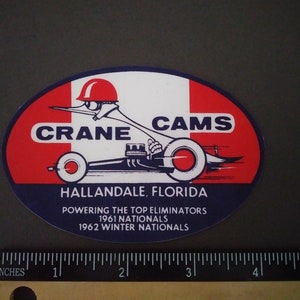 CRANE CAMS
HALLANDALE, FLORIDA
POWERING THE TOP ELIMINATORS
1961 NATIONALS
1962 WINTER NATIONALS
INCHES 1 2 3 4